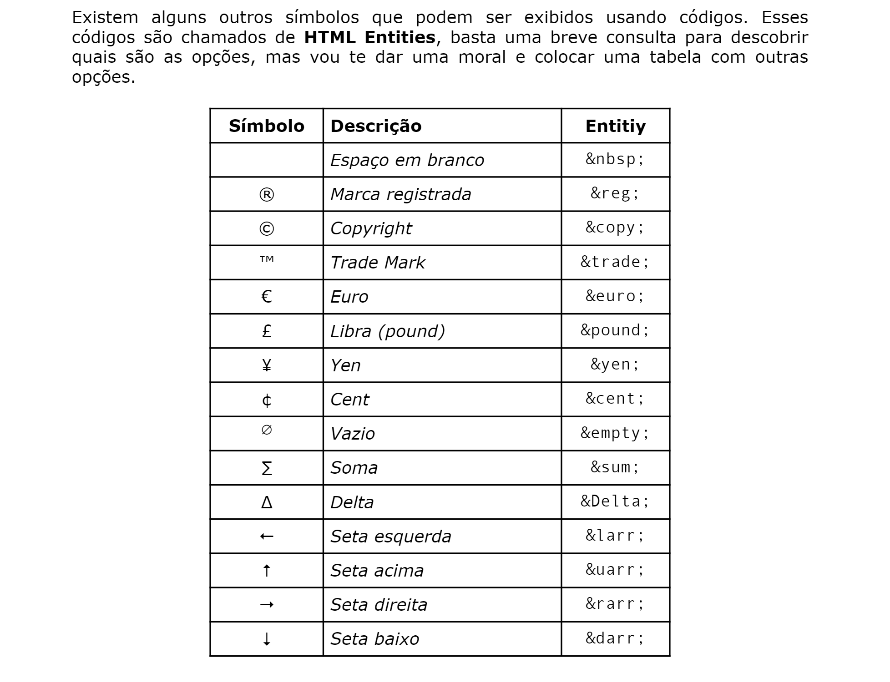 Existem alguns outros símbolos que podem ser exibidos usando códigos. Esses
códigos são chamados de HTML Entities, basta uma breve consulta para descobrir
quais são as opções, mas vou te dar uma moral e colocar uma tabela com outras
opções.
Símbolo Descrição Entitiy
Espaço em branco &nbsp;
® Marca registrada &reg;
© Copyright &copy;
™ Trade Mark &trade;
€ Euro &euro;
£ Libra (pound) &pound;
¥ Yen &yen;
¢ Cent &cent;
∅ Vazio &empty;
∑ Soma &sum;
Δ Delta &Delta;
← Seta esquerda &larr;
↑ Seta acima &uarr;
→ Seta direita &rarr;
↓ Seta baixo &darr;